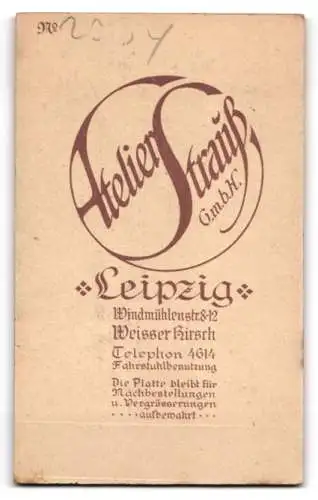 No
Atelier Strauß
G.m.b.H.
Leipzig
Windmühlenstr. 8-12
Weisser Hirsch
Telephon 4614
Fahrstuhlbenutzung
Die Platte bleibt für
Nachbestellungen
u. Vergrösserungen
····aufbewahrt····